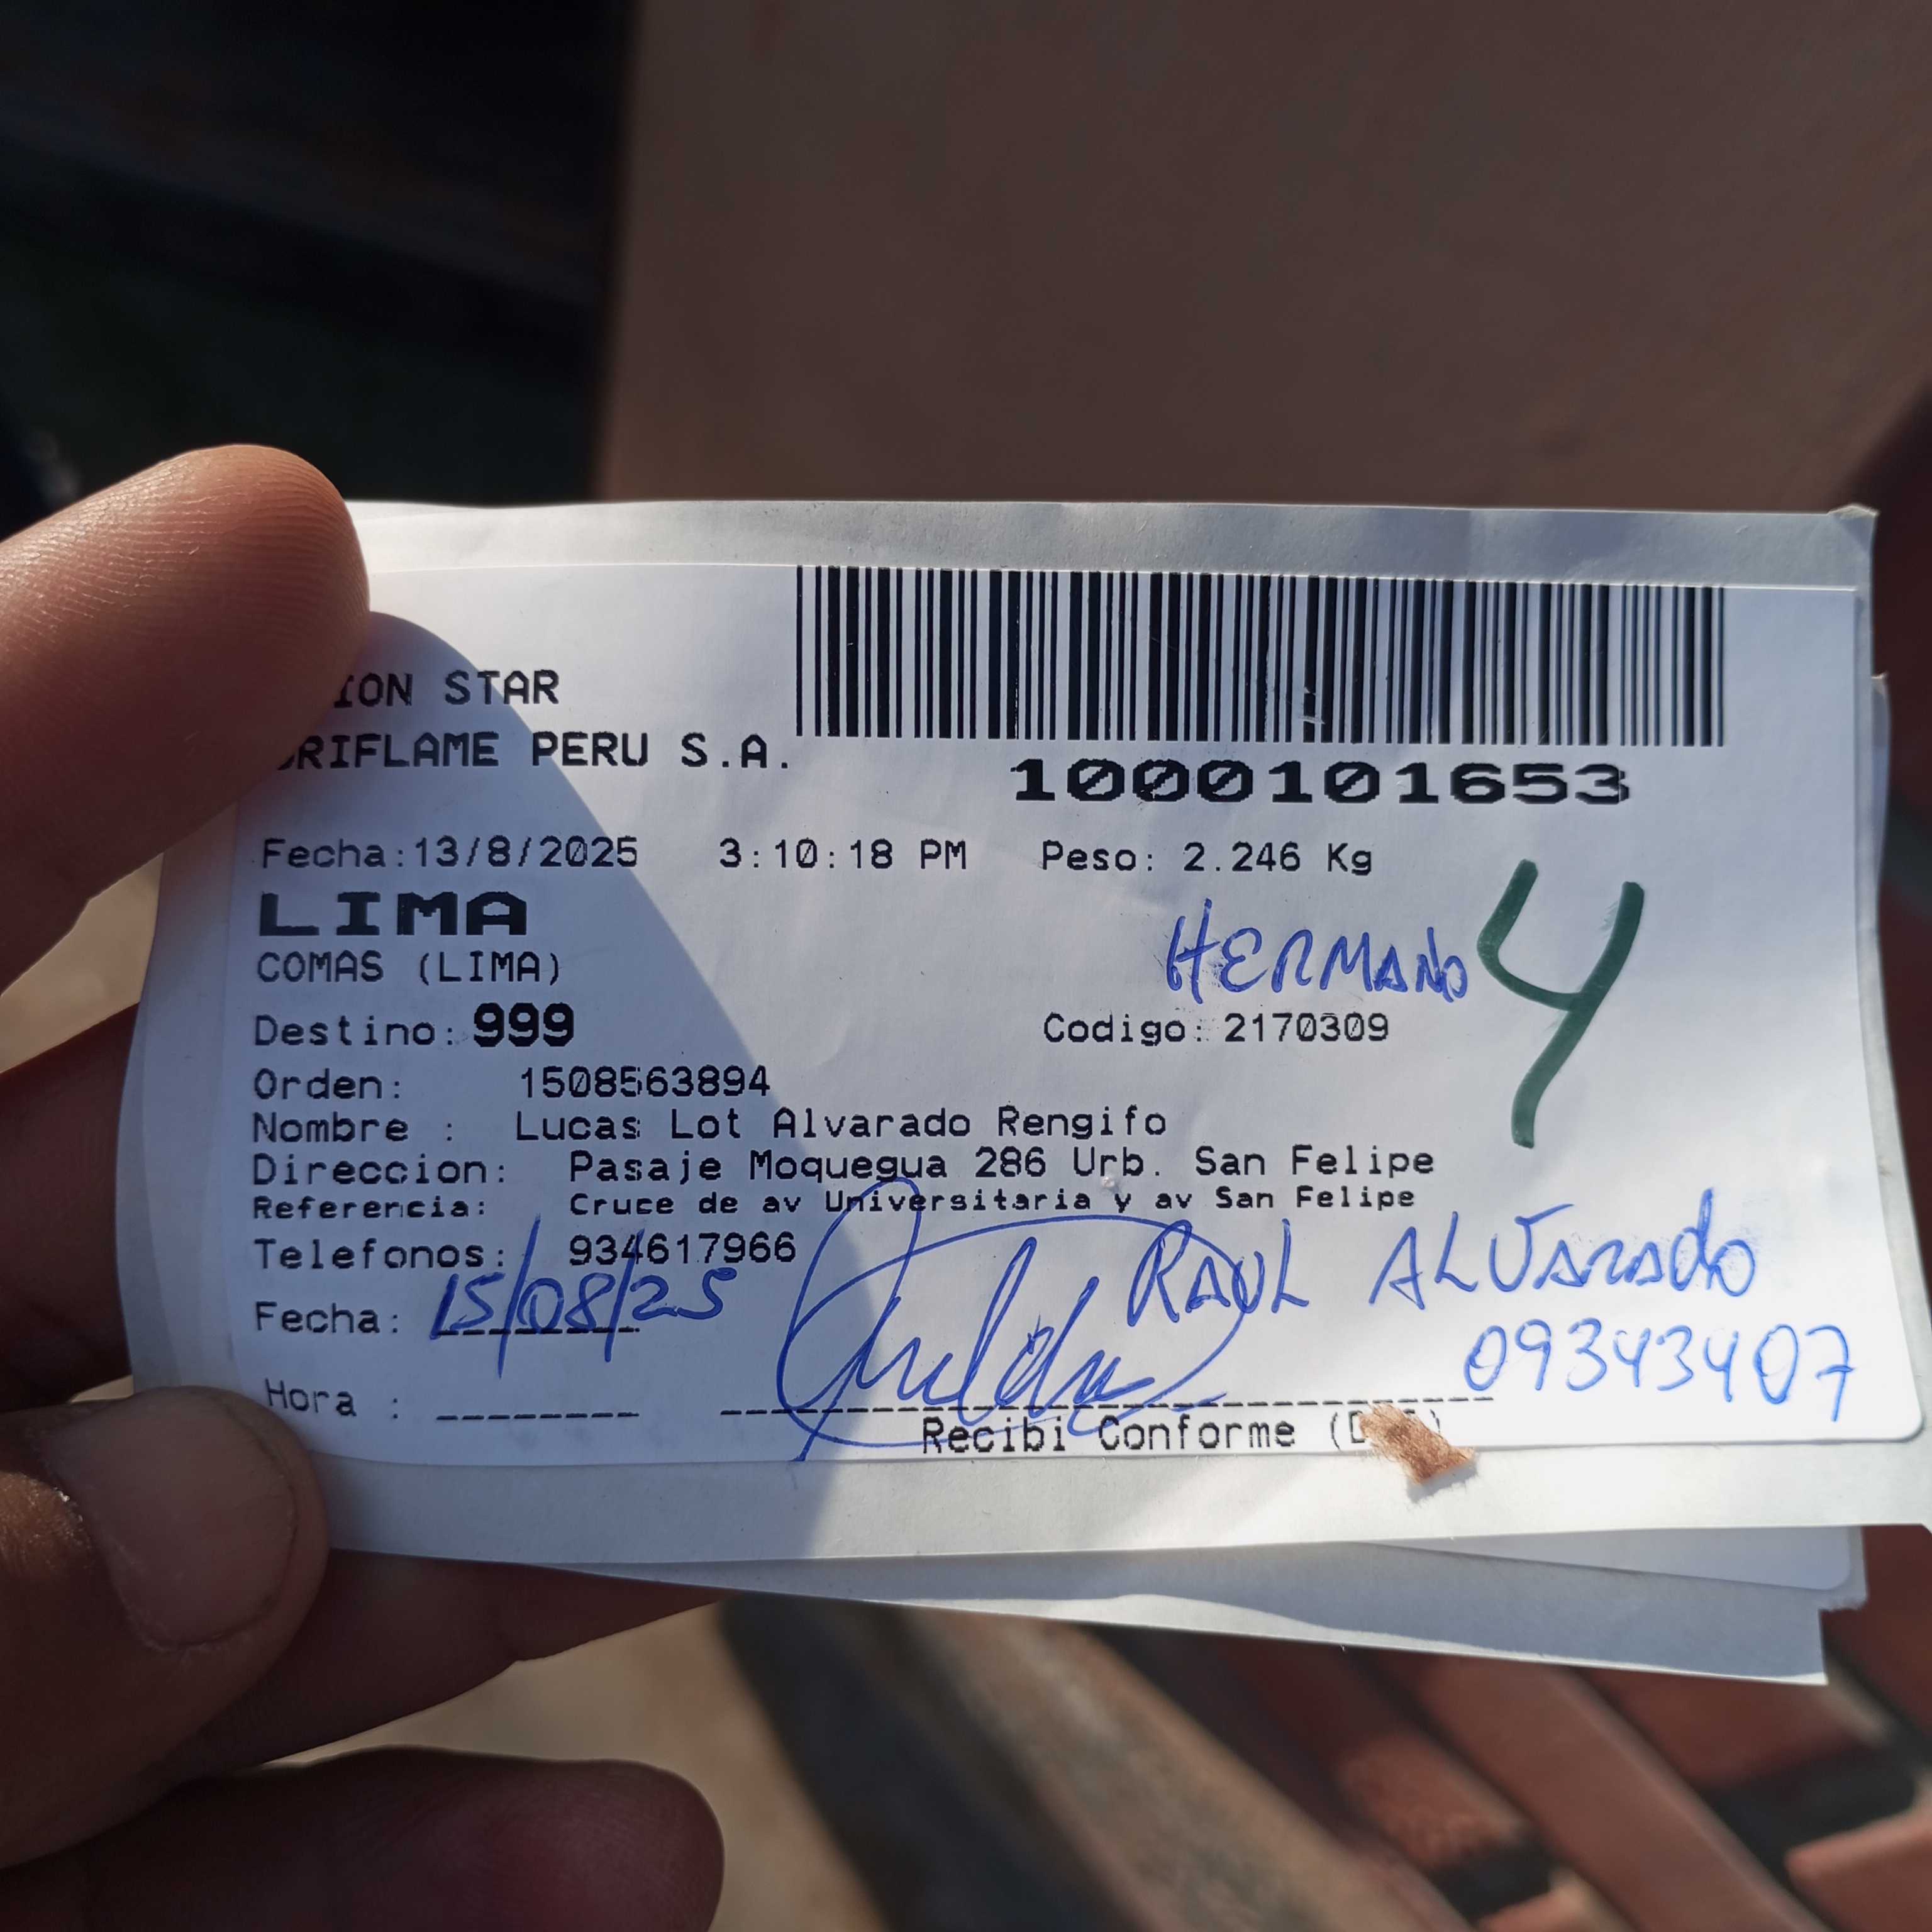 ION STAR
RIFLAME PERU S.A.
1000101653
Fecha:13/8/2025 3:10:18 PM Peso: 2.246 Kg
LIMA
HERMANO 4
COMAS (LIMA)
Destino: 999 Codigo: 2170309
Orden: 1508563894
Nombre : Lucas Lot Alvarado Rengifo
Direccion: Pasaje Moquegua 286 Urb. San Felipe
Referencia: Cruce de av Universitaria y av San Felipe
Telefonos: 934617966
RAUL ALVARADO
Fecha: 15/08/25
09343407
Hora :
Recibi Conforme (